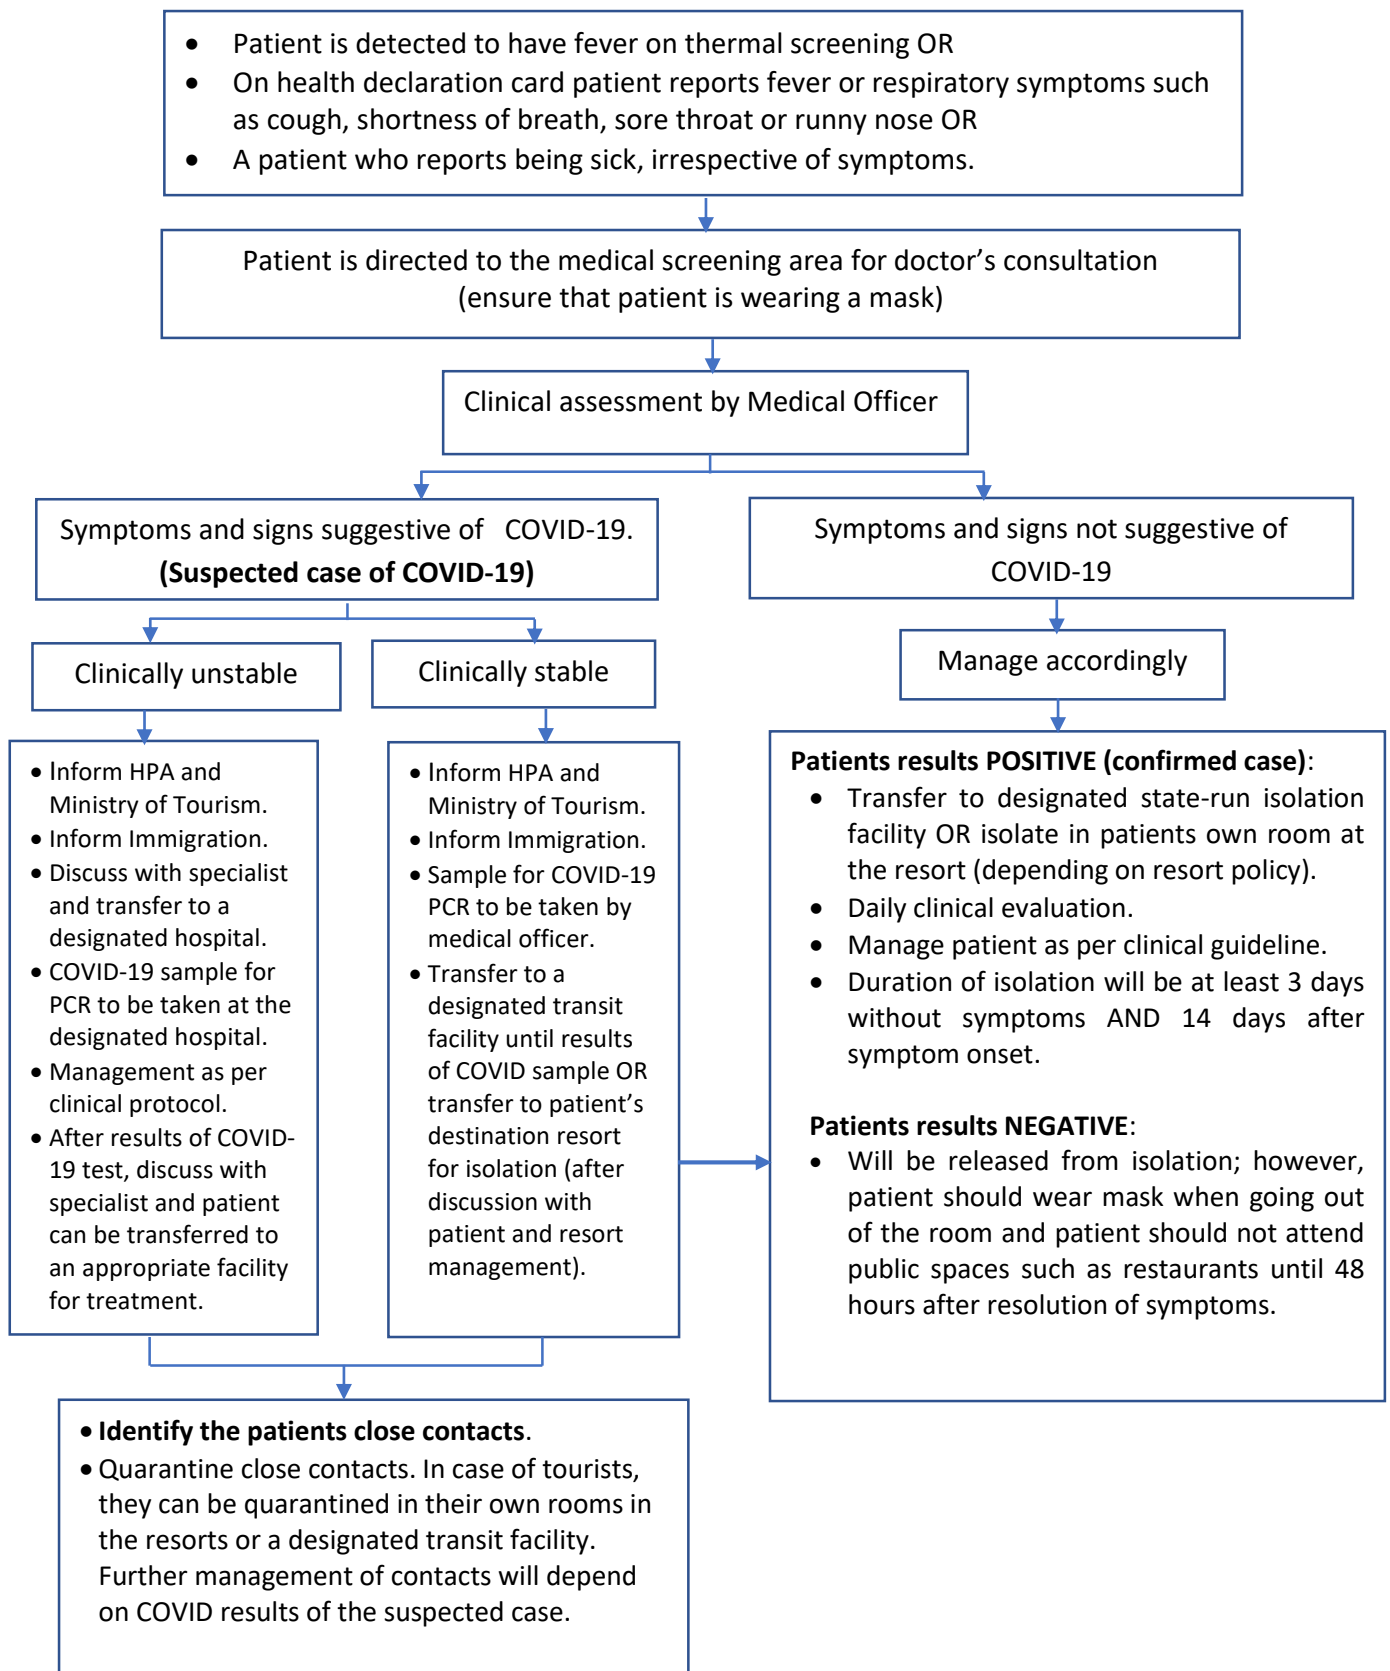 • Patient is detected to have fever on thermal screening OR
• On health declaration card patient reports fever or respiratory symptoms such
as cough, shortness of breath, sore throat or runny nose OR
• A patient who reports being sick, irrespective of symptoms.
Patient is directed to the medical screening area for doctor’s consultation
(ensure that patient is wearing a mask)
Clinical assessment by Medical Officer
Symptoms and signs suggestive of COVID-19.
(Suspected case of COVID-19)
Symptoms and signs not suggestive of
COVID-19
Clinically unstable
Clinically stable
Manage accordingly
• Inform HPA and
Ministry of Tourism.
• Inform Immigration.
• Discuss with specialist
and transfer to a
designated hospital.
• COVID-19 sample for
PCR to be taken at the
designated hospital.
• Management as per
clinical protocol.
• After results of COVID-
19 test, discuss with
specialist and patient
can be transferred to
an appropriate facility
for treatment.
• Inform HPA and
Ministry of Tourism.
• Inform Immigration.
• Sample for COVID-19
PCR to be taken by
medical officer.
• Transfer to a
designated transit
facility until results
of COVID sample OR
transfer to patient’s
destination resort
for isolation (after
discussion with
patient and resort
management).
Patients results POSITIVE (confirmed case):
• Transfer to designated state-run isolation
facility OR isolate in patients own room at
the resort (depending on resort policy).
• Daily clinical evaluation.
• Manage patient as per clinical guideline.
• Duration of isolation will be at least 3 days
without symptoms AND 14 days after
symptom onset.
Patients results NEGATIVE:
• Will be released from isolation; however,
patient should wear mask when going out
of the room and patient should not attend
public spaces such as restaurants until 48
hours after resolution of symptoms.
• Identify the patients close contacts.
• Quarantine close contacts. In case of tourists,
they can be quarantined in their own rooms in
the resorts or a designated transit facility.
Further management of contacts will depend
on COVID results of the suspected case.